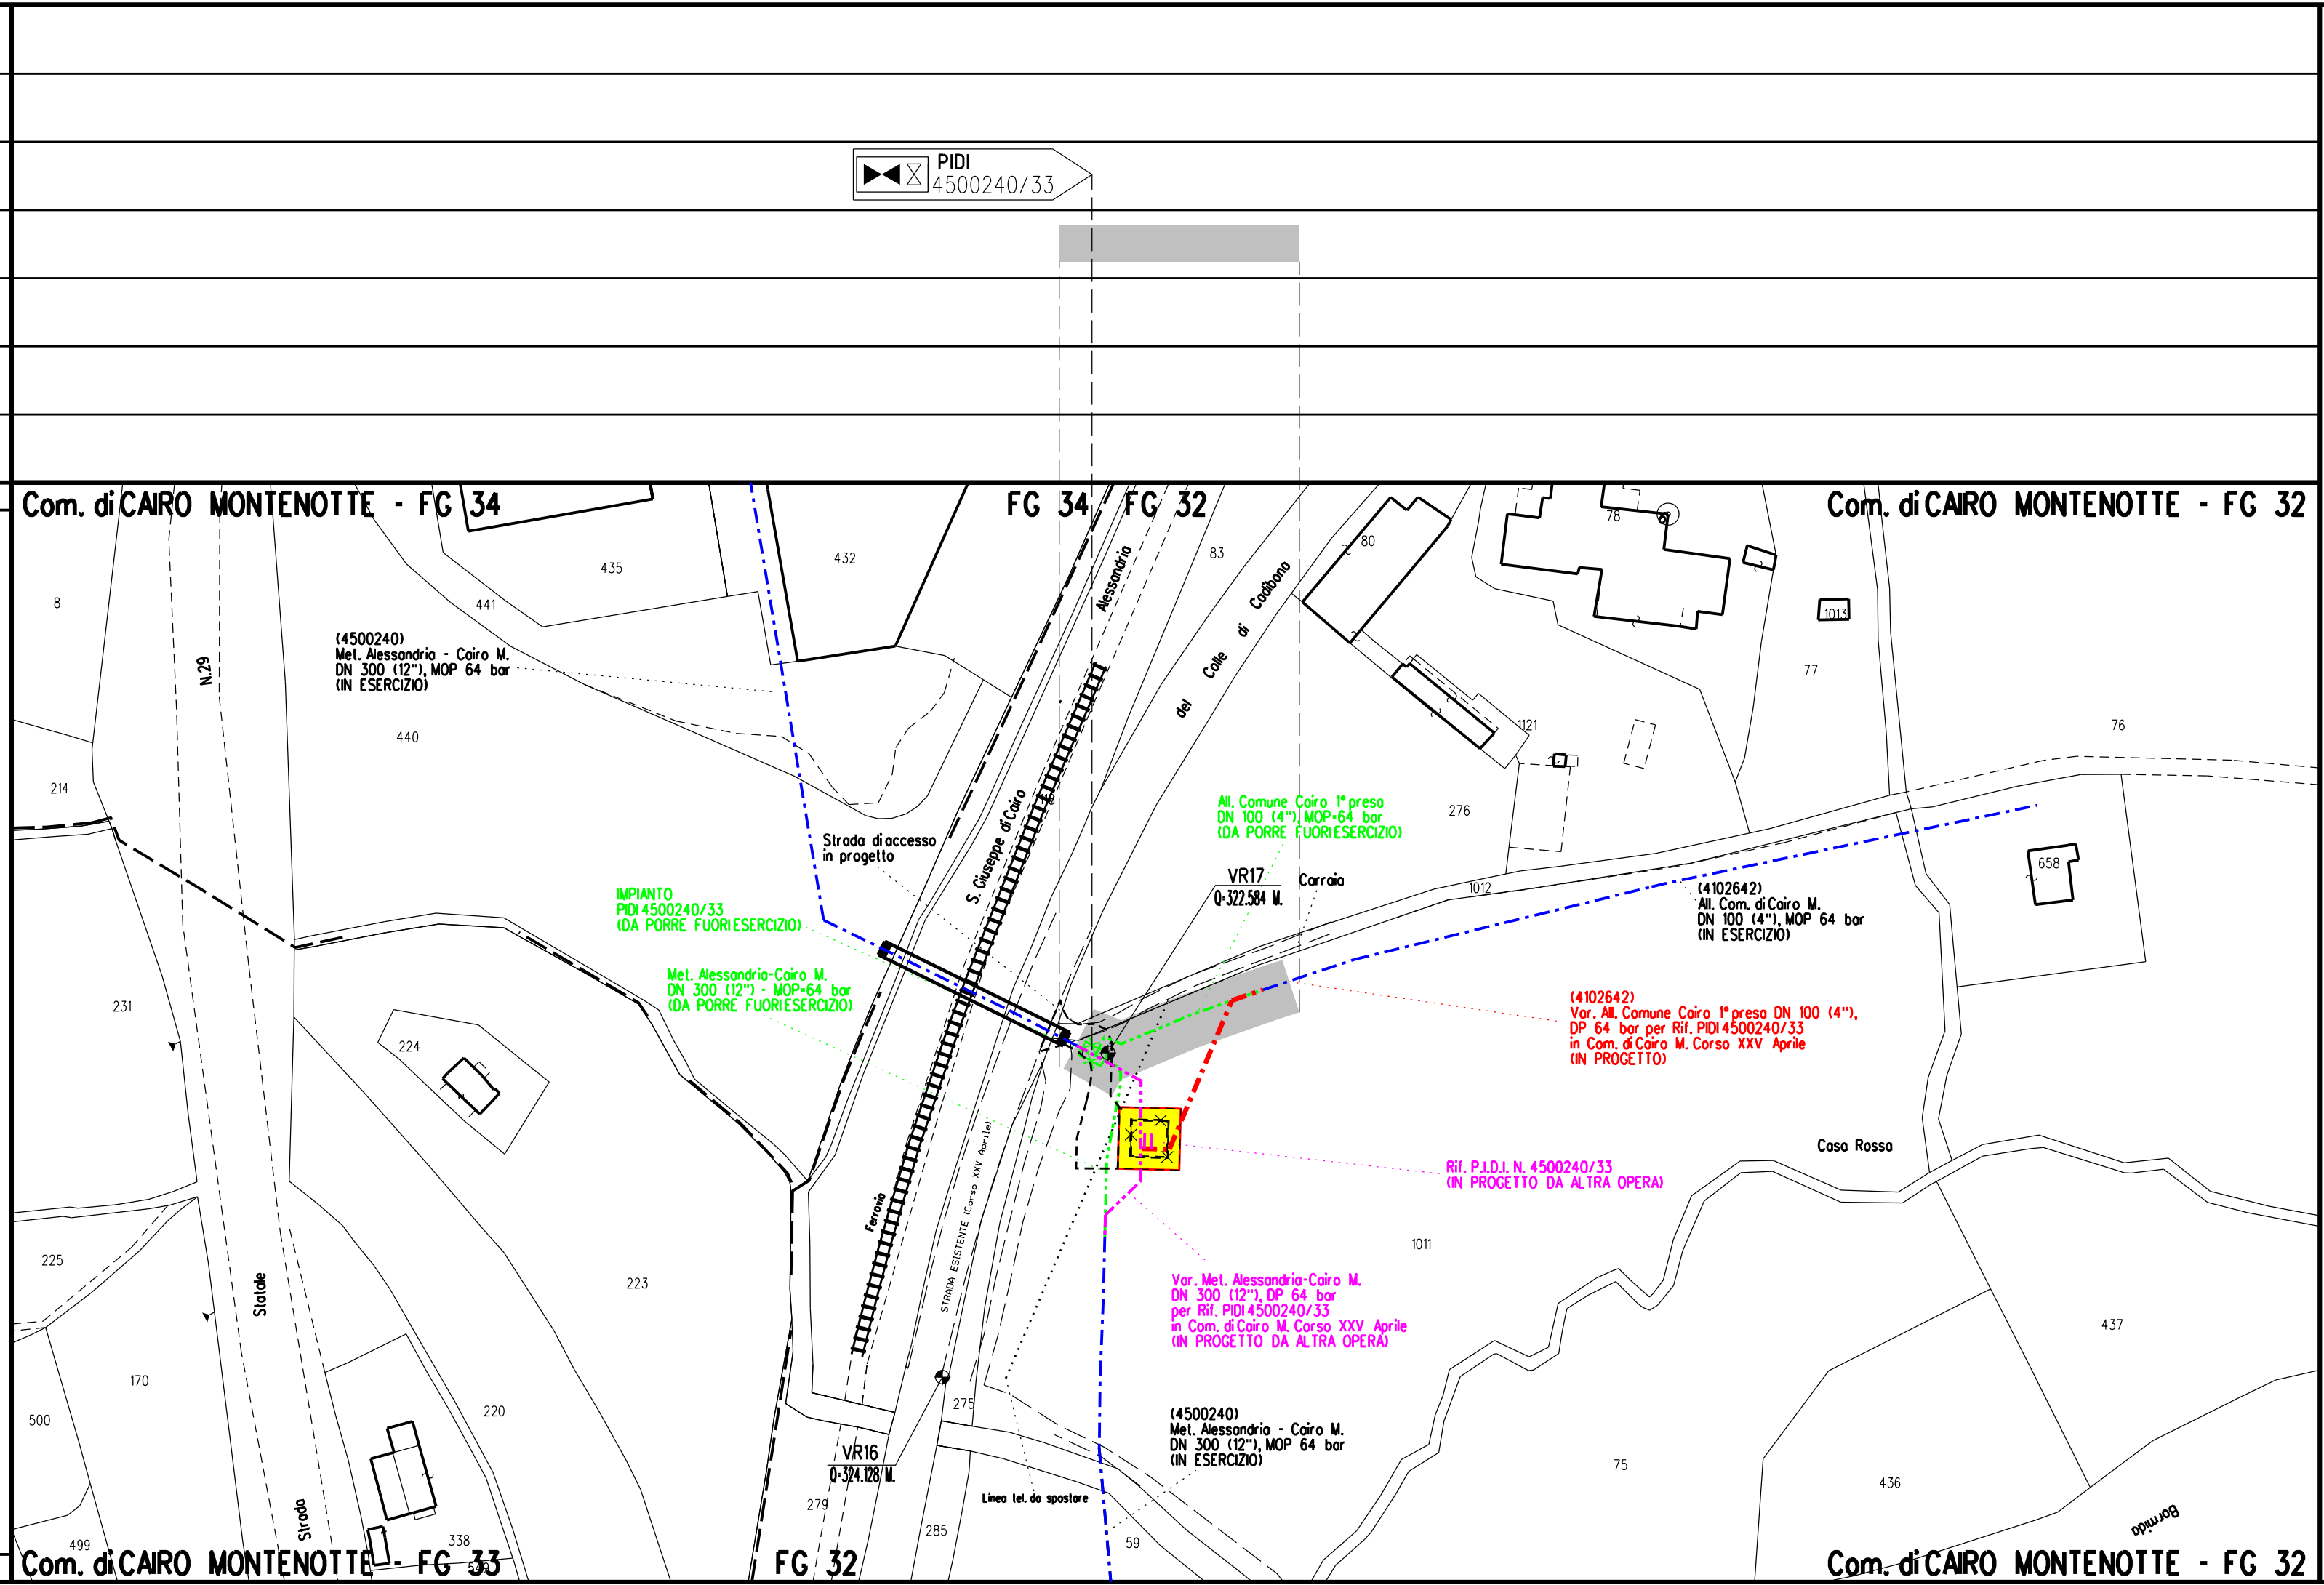 PIDI
4500240/33
Com. di CAIRO MONTENOTTE - FG 34
FG 34
FG 32
Com. di CAIRO MONTENOTTE - FG 32
8
435
432
83
80
78
441
1013
77
76
N.29
(4500240)
Met. Alessandria - Cairo M.
DN 300 (12"), MOP 64 bar
(IN ESERCIZIO)
Alessandria
del Colle di Cadibona
440
214
1121
276
All. Comune Cairo 1ª presa
DN 100 (4"), MOP=64 bar
(DA PORRE FUORI ESERCIZIO)
Strada di accesso
in progetto
S. Giuseppe di Cairo
VR17
Q=322.584 M.
Carraia
1012
658
(4102642)
All. Com. di Cairo M.
DN 100 (4"), MOP 64 bar
(IN ESERCIZIO)
IMPIANTO
PIDI 4500240/33
(DA PORRE FUORI ESERCIZIO)
Met. Alessandria-Cairo M.
DN 300 (12") - MOP=64 bar
(DA PORRE FUORI ESERCIZIO)
231
224
(4102642)
Var. All. Comune Cairo 1ª presa DN 100 (4"),
DP 64 bar per Rif. PIDI 4500240/33
in Com. di Cairo M. Corso XXV Aprile
(IN PROGETTO)
Casa Rossa
Rif. P.I.D.I. N. 4500240/33
(IN PROGETTO DA ALTRA OPERA)
Ferrovia
STRADA ESISTENTE (Corso XXV Aprile)
225
Statale
223
1011
Var. Met. Alessandria-Cairo M.
DN 300 (12"), DP 64 bar
per Rif. PIDI 4500240/33
in Com. di Cairo M. Corso XXV Aprile
(IN PROGETTO DA ALTRA OPERA)
437
170
500
220
275
(4500240)
Met. Alessandria - Cairo M.
DN 300 (12"), MOP 64 bar
(IN ESERCIZIO)
VR16
Q=324.128 M.
75
436
Linea tel. da spostare
279
285
59
Strada
Bormida
499
338
549
Com. di CAIRO MONTENOTTE - FG 33
FG 32
Com. di CAIRO MONTENOTTE - FG 32